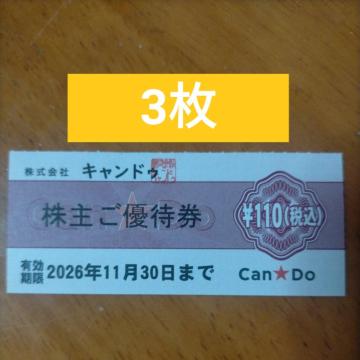 3枚
株式会社 キャンドゥ
株主ご優待券
¥110(税込)
有効期限 2026年11月30日まで
Can★Do